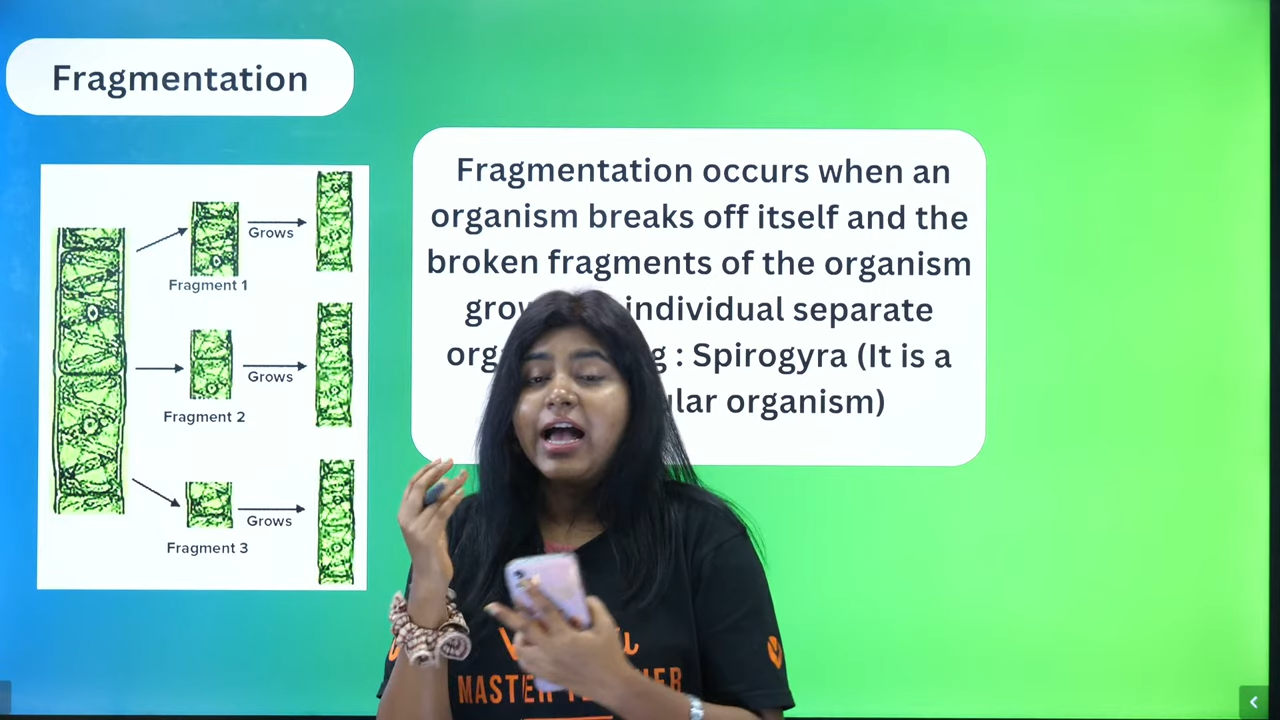 Fragmentation
Fragmentation occurs when an
organism breaks off itself and the
broken fragments of the organism
individual separate
: Spirogyra (It is a
organism)
Grows
Fragment 1
Grows
Fragment 2
Grows
Fragment 3
MASTER